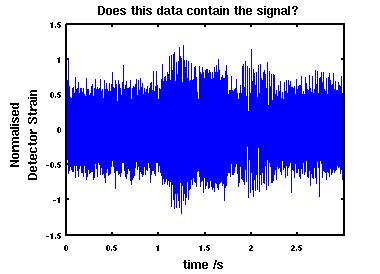 Does this data contain the signal?
Normalised
Detector Strain
1.5
1
0.5
0
-0.5
-1
-1.5
0 0.5 1 1.5 2 2.5
time /s